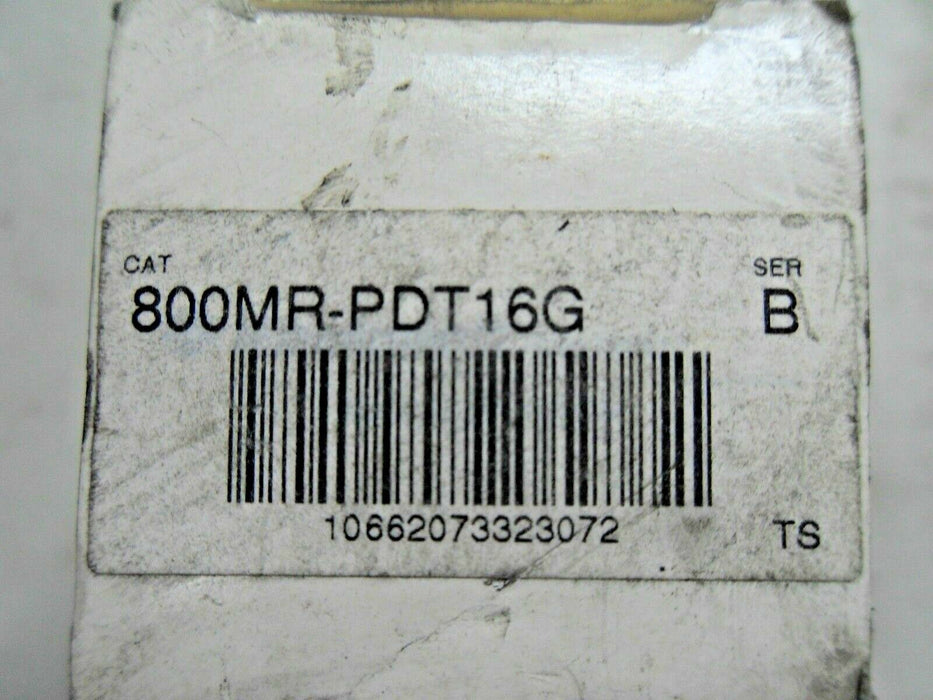 CAT SER
800MR-PDT16G B
10662073323072 TS